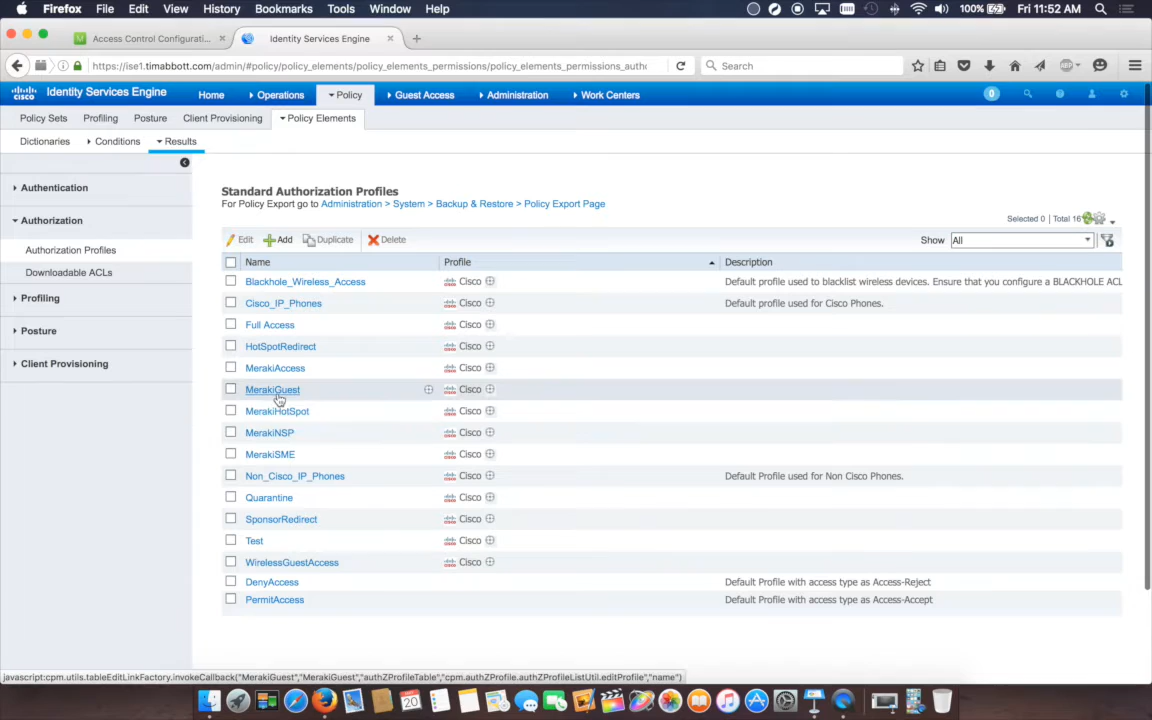 Firefox File Edit View History Bookmarks Tools Window Help 100% Fri 11:52 AM
Access Control Configurati... × Identity Services Engine × +
https://ise1.timabbott.com/admin/#policy/policy_elements/policy_elements_permissions/policy_elements_permissions_autho Search
cisco Identity Services Engine Home Operations Policy Guest Access Administration Work Centers 0
Policy Sets Profiling Posture Client Provisioning Policy Elements
Dictionaries Conditions Results
Authentication
Authorization
Authorization Profiles
Downloadable ACLs
Profiling
Posture
Client Provisioning
Standard Authorization Profiles
For Policy Export go to Administration > System > Backup & Restore > Policy Export Page
Selected 0 | Total 16
Edit Add Duplicate Delete Show All
Name Profile Description
Blackhole_Wireless_Access Cisco Default profile used to blacklist wireless devices. Ensure that you configure a BLACKHOLE ACL
Cisco_IP_Phones Cisco Default profile used for Cisco Phones.
Full Access Cisco
HotSpotRedirect Cisco
MerakiAccess Cisco
MerakiGuest Cisco
MerakiHotSpot Cisco
MerakiNSP Cisco
MerakiSME Cisco
Non_Cisco_IP_Phones Cisco Default Profile used for Non Cisco Phones.
Quarantine Cisco
SponsorRedirect Cisco
Test Cisco
WirelessGuestAccess Cisco
DenyAccess Default Profile with access type as Access-Reject
PermitAccess Default Profile with access type as Access-Accept
javascript:cpm.utils.tableEditLinkFactory.invokeCallback("MerakiGuest","MerakiGuest","authZProfileTable","cpm.authZProfile.authZProfileListUtil.editProfile","name")
20